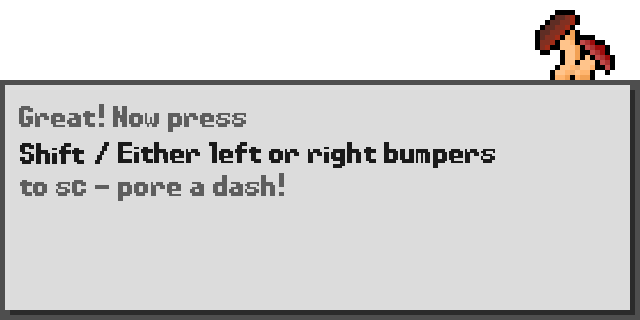 Great! Now press
Shift / Either left or right bumpers
to sc - pore a dash!